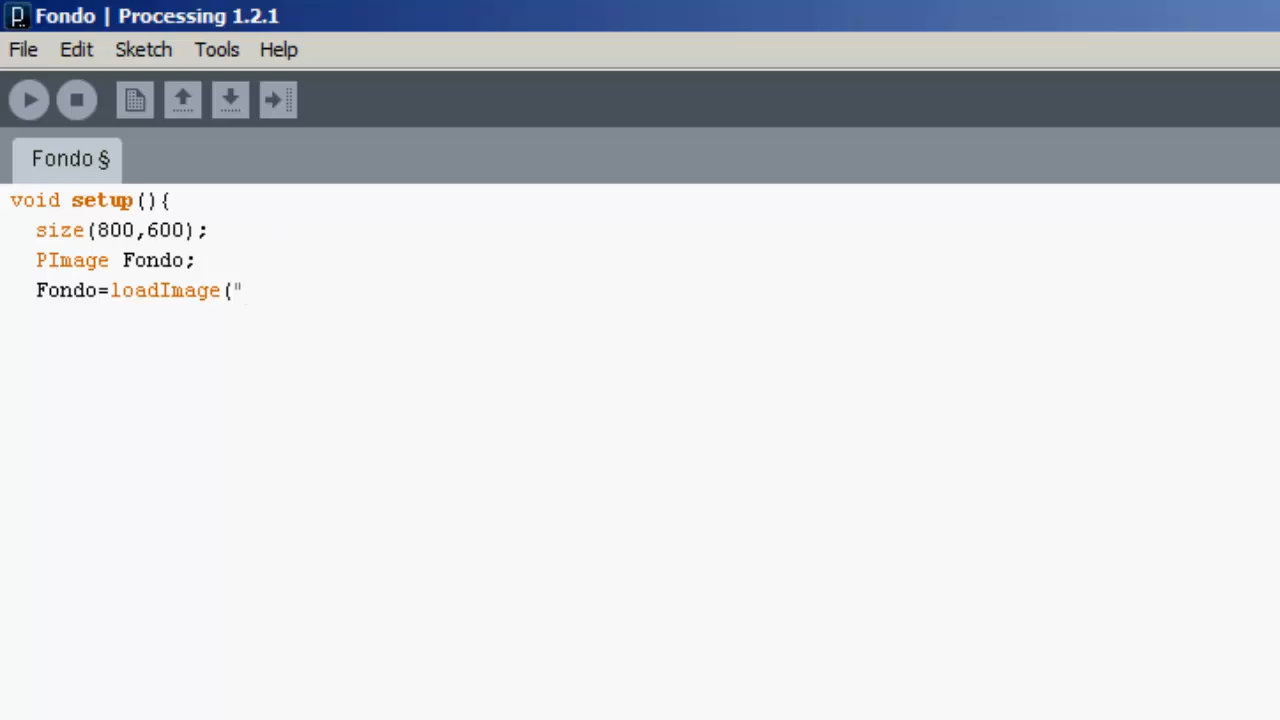 Fondo | Processing 1.2.1
File Edit Sketch Tools Help
Fondo §
void setup(){
size(800,600);
PImage Fondo;
Fondo=loadImage("